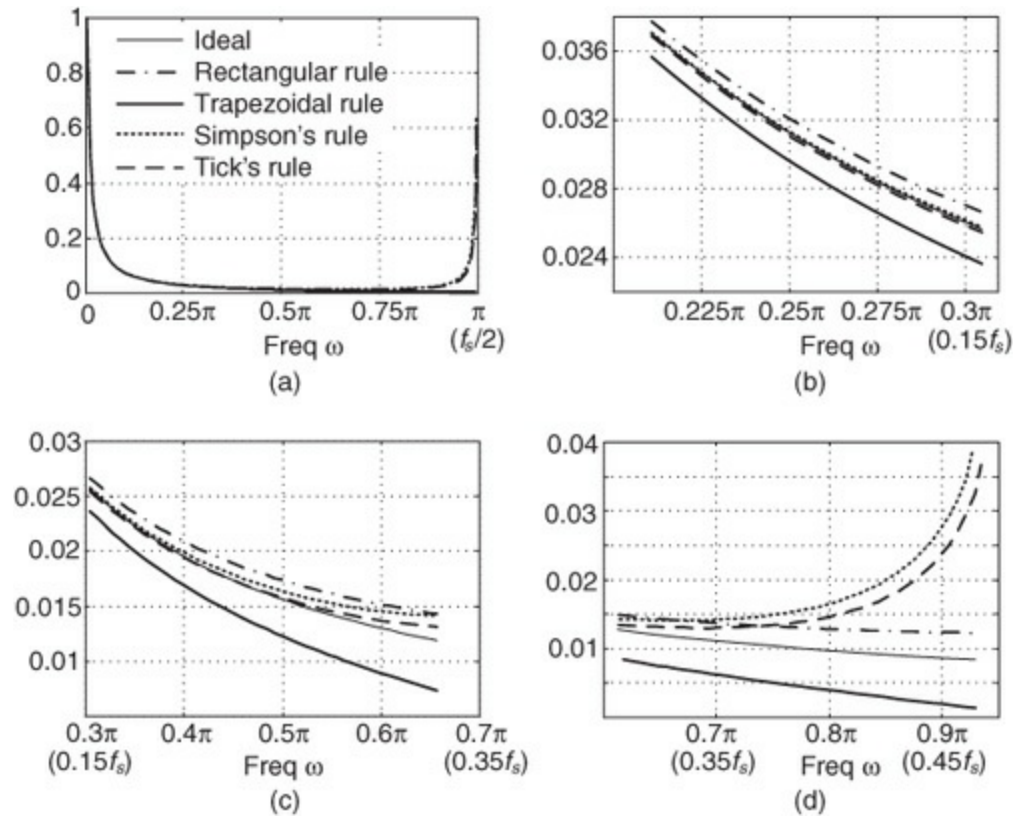 1
0.8
0.6
0.4
0.2
0
Ideal
Rectangular rule
Trapezoidal rule
Simpson's rule
Tick's rule
0 0.25π 0.5π 0.75π π
Freq ω (fs/2)
(a)
0.036
0.032
0.028
0.024
0.225π 0.25π 0.275π 0.3π
Freq ω (0.15fs)
(b)
0.03
0.025
0.02
0.015
0.01
0.3π 0.4π 0.5π 0.6π 0.7π
(0.15fs) Freq ω (0.35fs)
(c)
0.04
0.03
0.02
0.01
0.7π 0.8π 0.9π
(0.35fs) Freq ω (0.45fs)
(d)